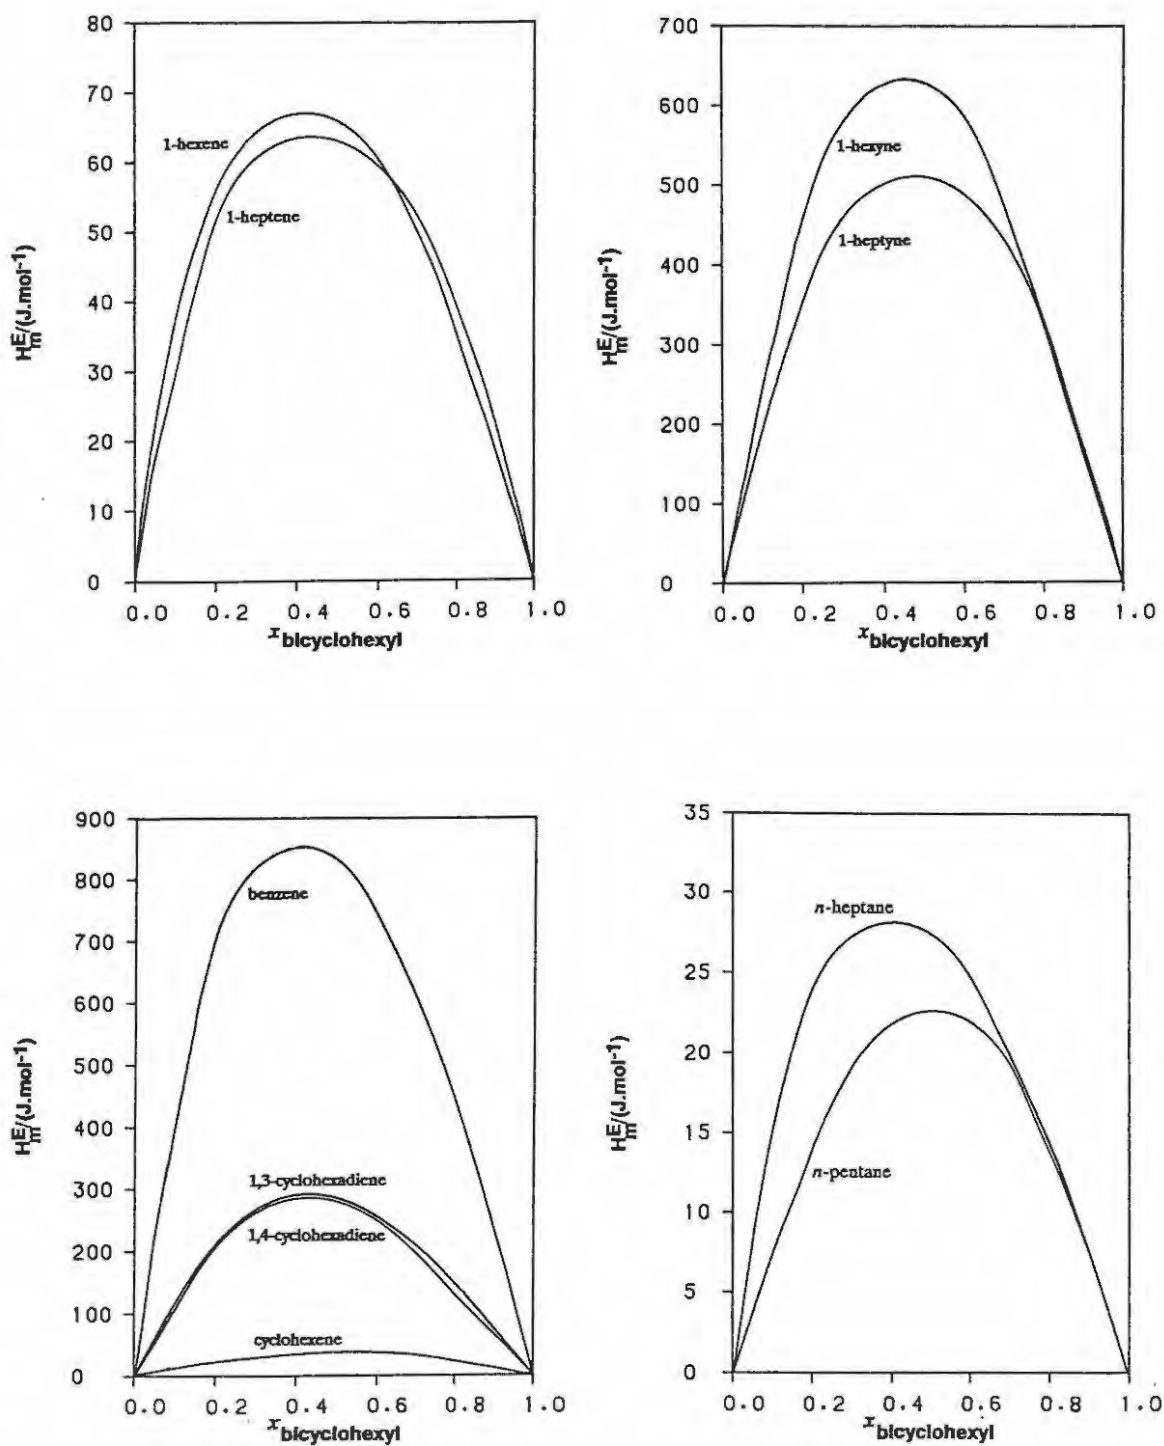 80
70
60
50
40
30
20
10
0
1-hexene
1-heptene
H^E_m/(J.mol-1)
0.0 0.2 0.4 0.6 0.8 1.0
xbicyclohexyl
700
600
500
400
300
200
100
0
1-hexyne
1-heptyne
H^E_m/(J.mol-1)
0.0 0.2 0.4 0.6 0.8 1.0
xbicyclohexyl
900
800
700
600
500
400
300
200
100
0
benzene
1,3-cyclohexadiene
1,4-cyclohexadiene
cyclohexene
H^E_m/(J.mol-1)
0.0 0.2 0.4 0.6 0.8 1.0
xbicyclohexyl
35
30
25
20
15
10
5
0
n-heptane
n-pentane
H^E_m/(J.mol-1)
0.0 0.2 0.4 0.6 0.8 1.0
xbicyclohexyl